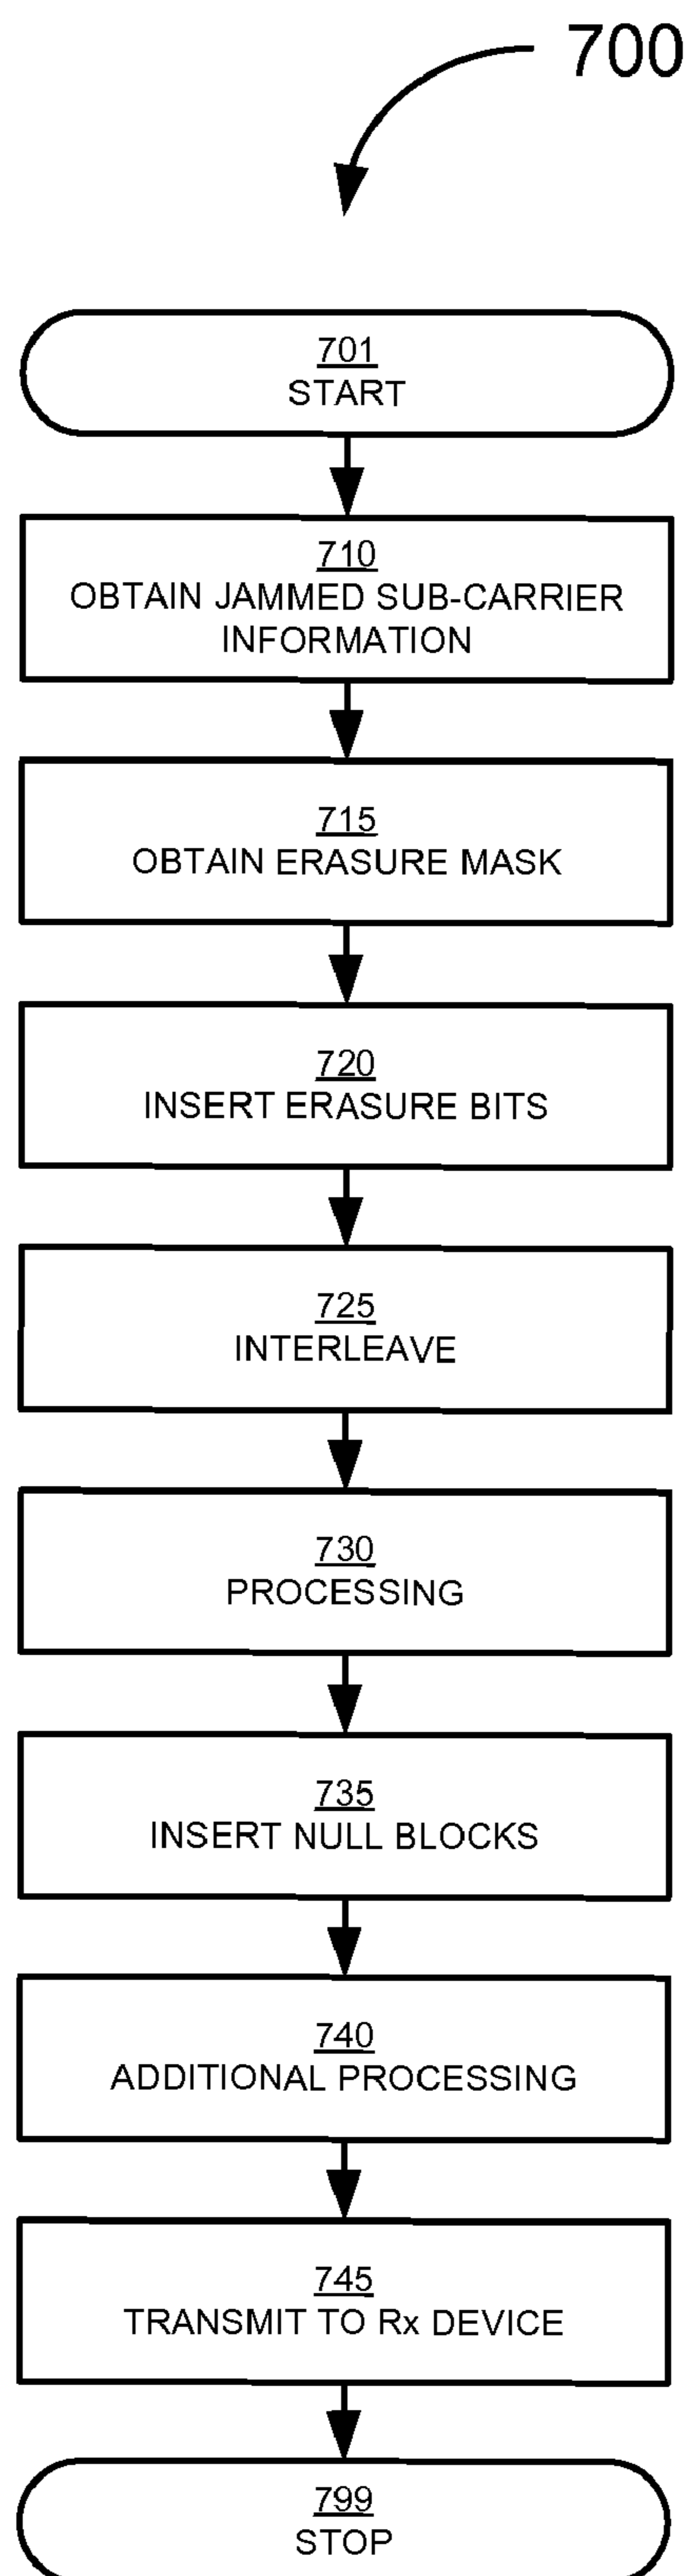 700
701
START
710
OBTAIN JAMMED SUB-CARRIER
INFORMATION
715
OBTAIN ERASURE MASK
720
INSERT ERASURE BITS
725
INTERLEAVE
730
PROCESSING
735
INSERT NULL BLOCKS
740
ADDITIONAL PROCESSING
745
TRANSMIT TO Rx DEVICE
799
STOP